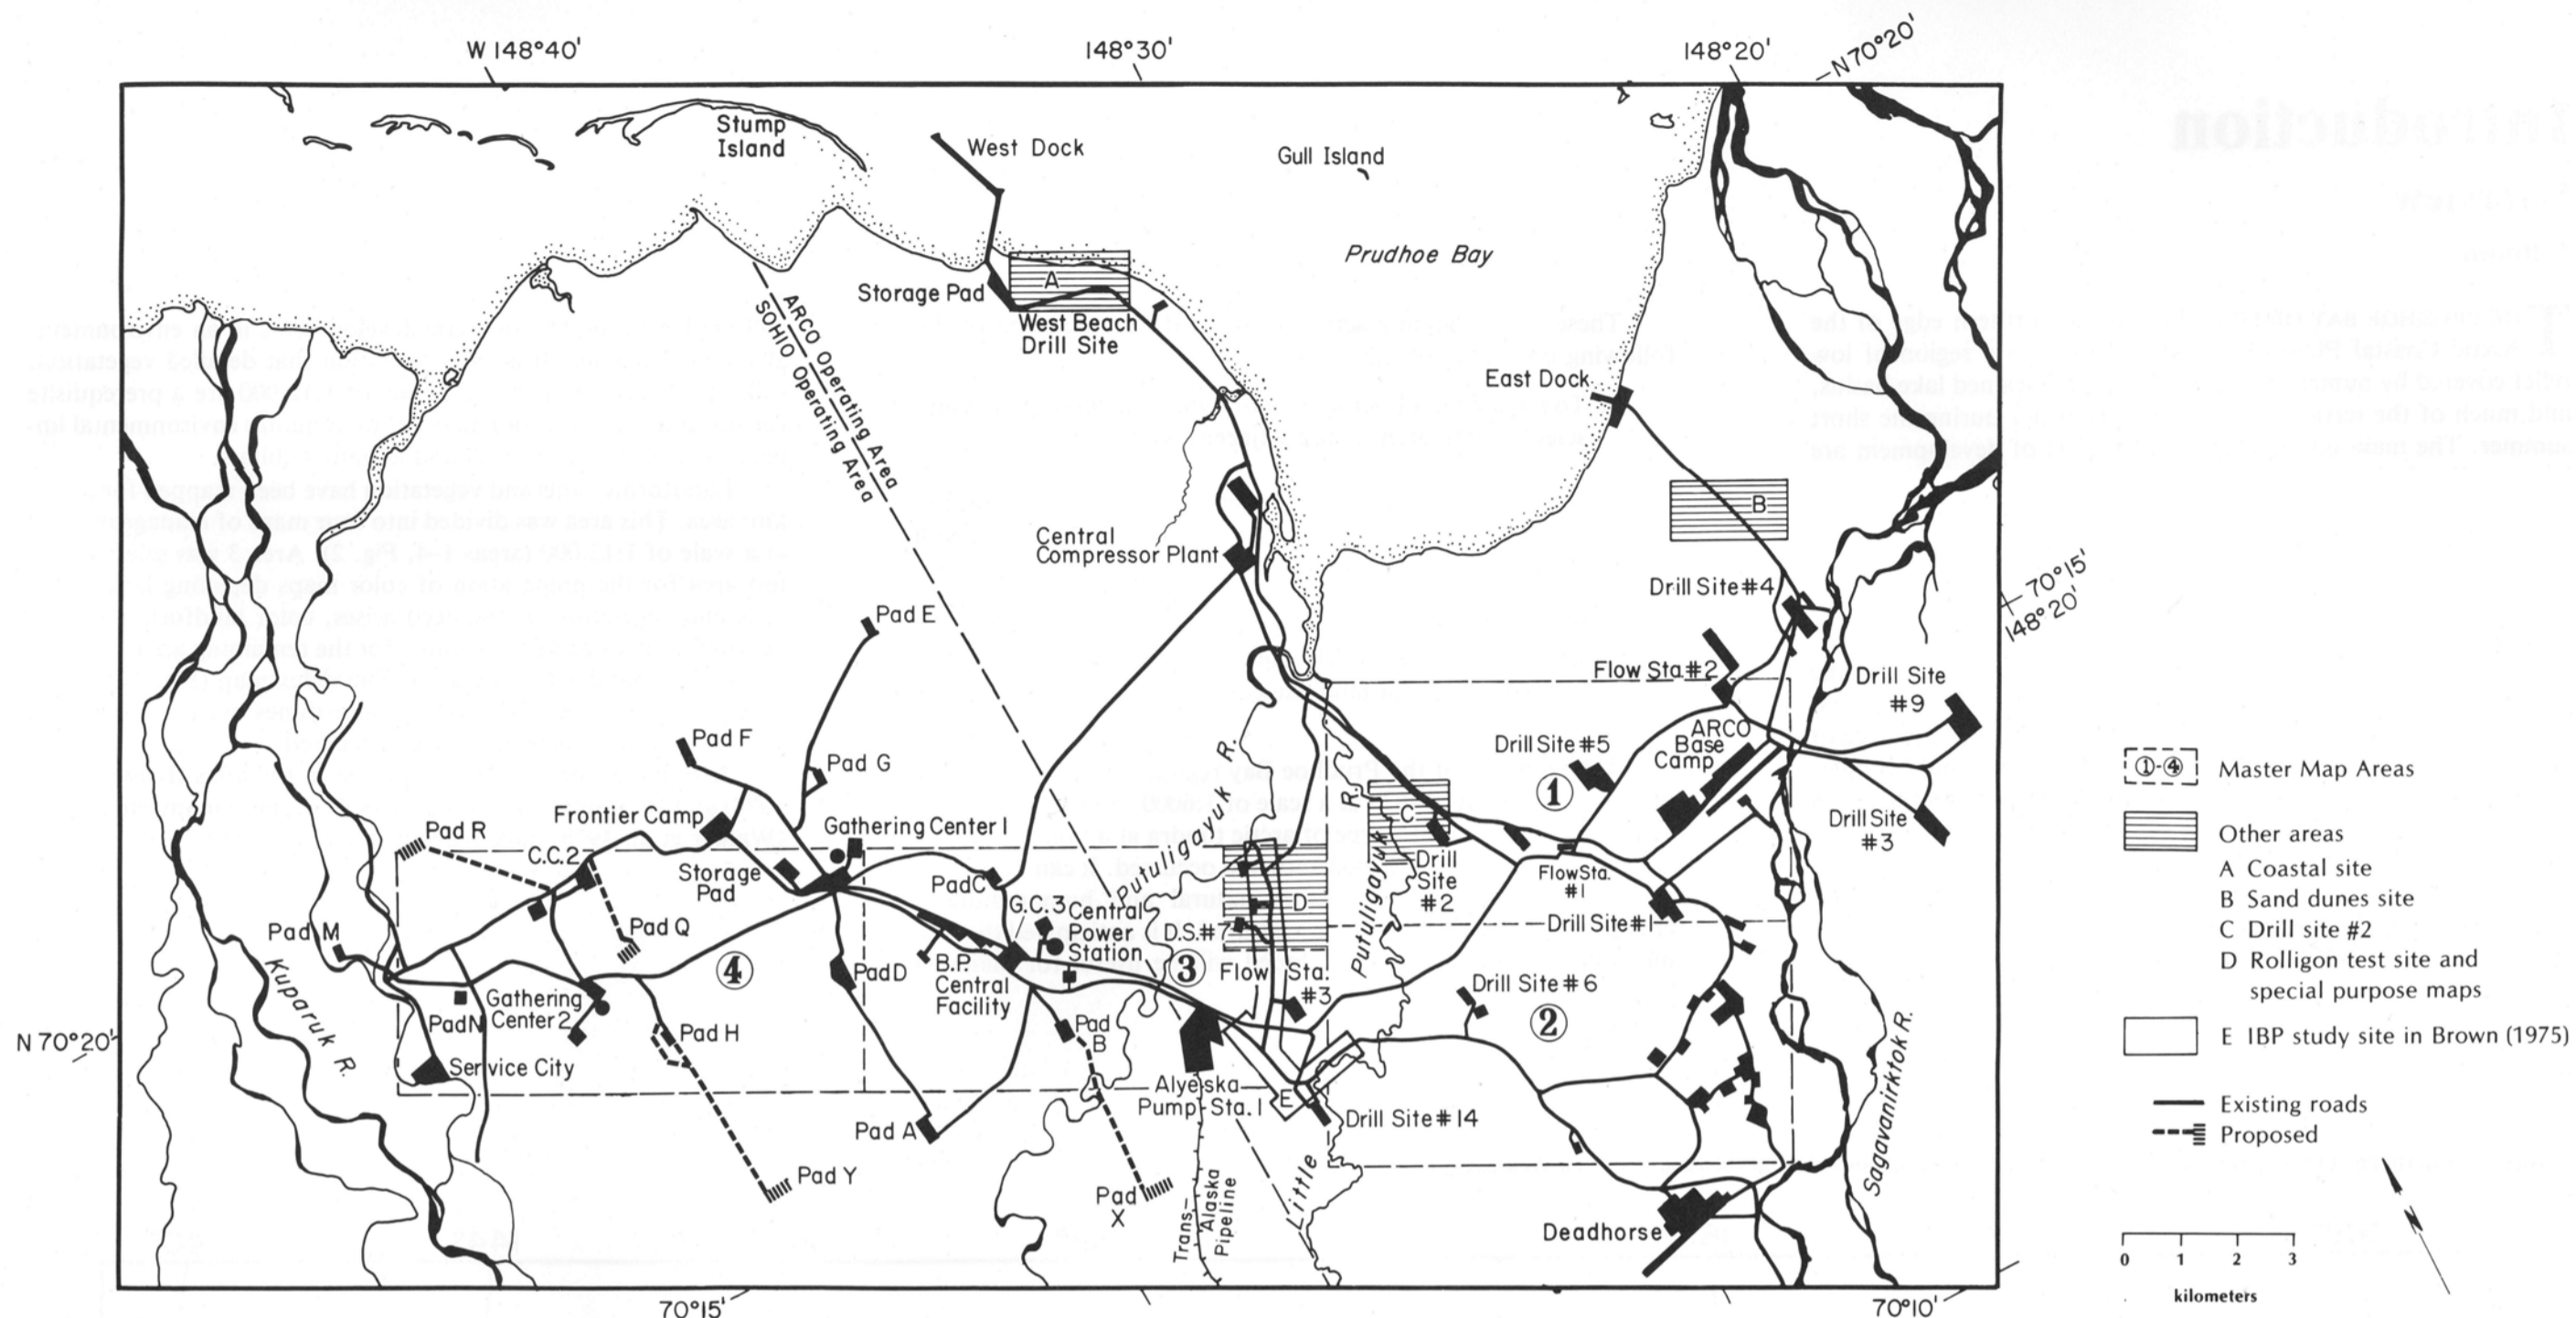 W 148°40'
148°30'
148°20'
N 70°20'
Stump
Island
West Dock
Gull Island
Prudhoe Bay
A
Storage Pad
West Beach
Drill Site
ARCO Operating Area
SOHIO Operating Area
East Dock
B
Central
Compressor Plant
Drill Site #4
70°15'
148°20'
Pad E
Flow Sta #2
Drill Site
#9
Pad F
Pad G
Drill Site #5
ARCO
Base
Camp
1
Putuligayuk R.
Frontier Camp
Gathering Center 1
Pad R
C.C.2
Storage
Pad
Pad C
C
Drill
Site
#2
Flow Sta.
#1
Drill Site
#3
G.C.3
Central
Power
Station
D
D.S.#7
Drill Site #1
Pad M
Pad Q
4
Pad D
B.P.
Central
Facility
3
Flow Sta.
#3
Drill Site #6
2
Kuparuk R.
Pad N
Gathering
Center 2
Pad H
Pad
B
N 70°20'
Service City
Alyeska
Pump Sta. 1
E
Drill Site #14
Pad A
Pad Y
Pad
X
Trans-
Alaska
Pipeline
Little Putuligayuk R.
Sagavanirktok R.
Deadhorse
70°15'
70°10'
1-4 Master Map Areas
Other areas
A Coastal site
B Sand dunes site
C Drill site #2
D Rolligon test site and
special purpose maps
E IBP study site in Brown (1975)
Existing roads
Proposed
0 1 2 3
kilometers